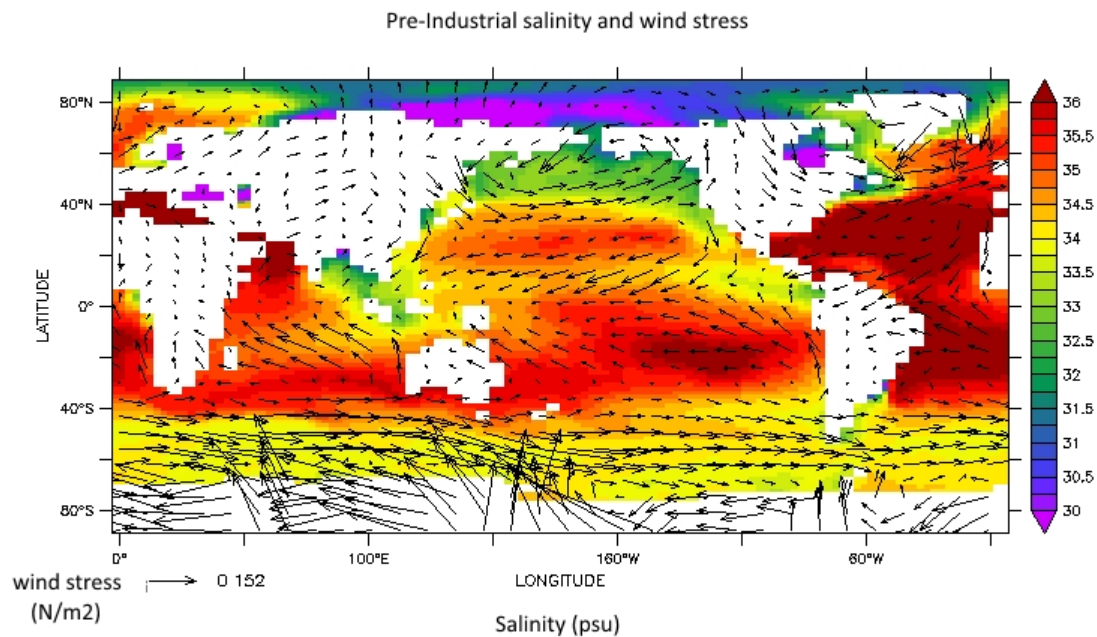 Pre-Industrial salinity and wind stress
80°N
40°N
0°
40°S
80°S
LATITUDE
0°
100°E
160°W
60°W
LONGITUDE
36
35.5
35
34.5
34
33.5
33
32.5
32
31.5
31
30.5
30
wind stress
(N/m2)
0 152
Salinity (psu)